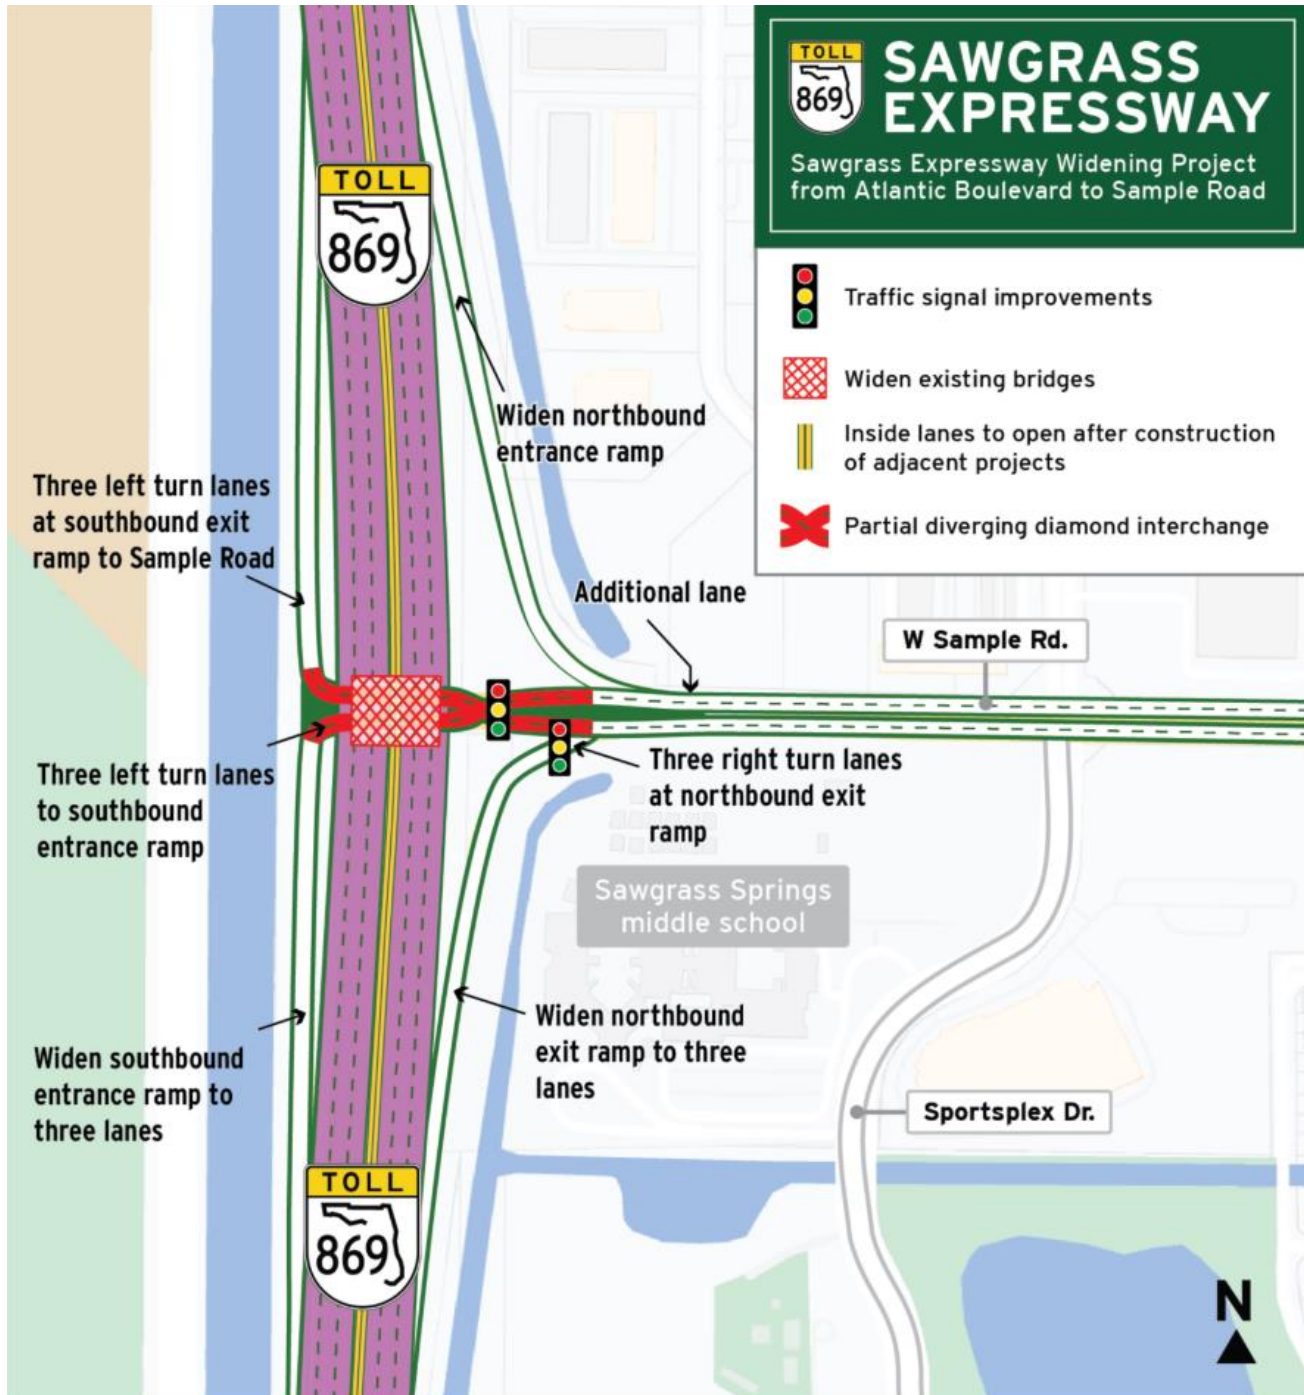 TOLL
869
SAWGRASS
EXPRESSWAY
Sawgrass Expressway Widening Project
from Atlantic Boulevard to Sample Road
Traffic signal improvements
Widen existing bridges
Inside lanes to open after construction
of adjacent projects
Partial diverging diamond interchange
TOLL
869
Widen northbound
entrance ramp
Three left turn lanes
at southbound exit
ramp to Sample Road
Additional lane
W Sample Rd.
Three left turn lanes
to southbound
entrance ramp
Three right turn lanes
at northbound exit
ramp
Sawgrass Springs
middle school
Widen northbound
exit ramp to three
lanes
Widen southbound
entrance ramp to
three lanes
Sportsplex Dr.
TOLL
869
N